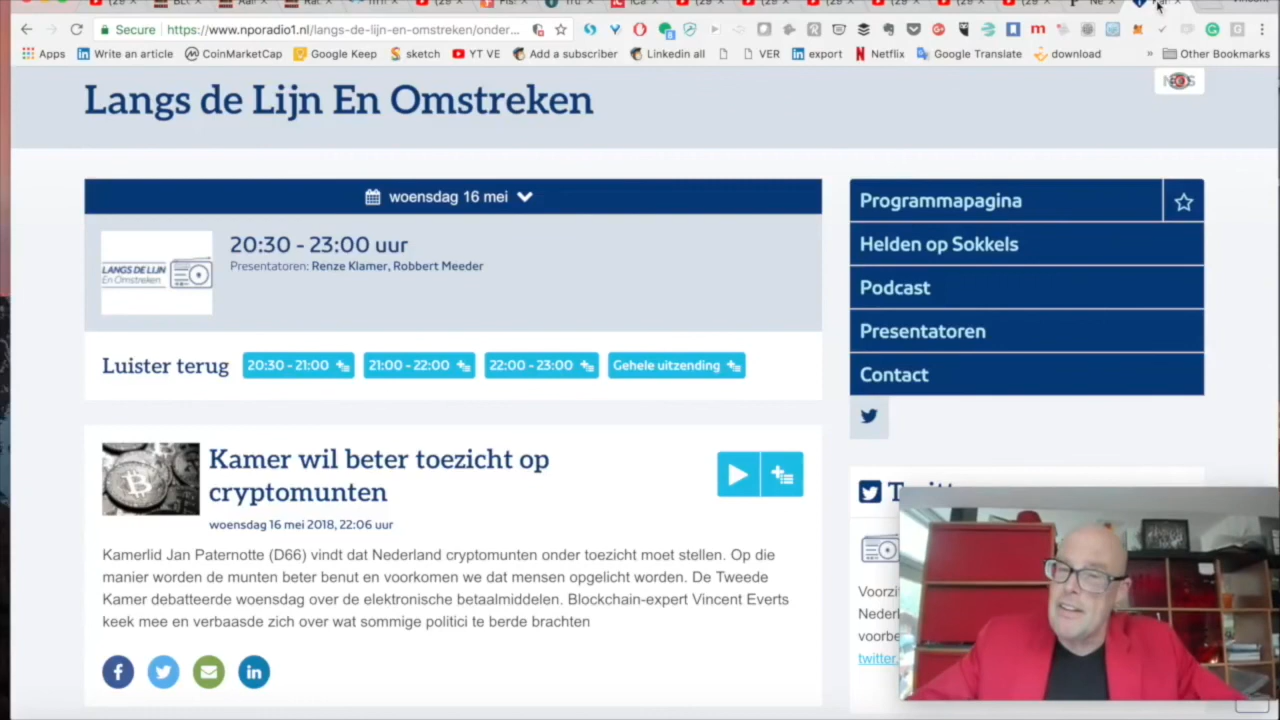 Secure
https://www.nporadio1.nl/langs-de-lijn-en-omstreken/onder...
Apps
Write an article
CoinMarketCap
Google Keep
sketch
YT VE
Add a subscriber
Linkedin all
VER
export
Netflix
Google Translate
download
»
Other Bookmarks
Langs de Lijn En Omstreken
woensdag 16 mei
20:30 - 23:00 uur
Presentatoren: Renze Klamer, Robbert Meeder
LANGS DE LIJN
En Omstreken
Luister terug
20:30 - 21:00
21:00 - 22:00
22:00 - 23:00
Gehele uitzending
Kamer wil beter toezicht op
cryptomunten
woensdag 16 mei 2018, 22:06 uur
Kamerlid Jan Paternotte (D66) vindt dat Nederland cryptomunten onder toezicht moet stellen. Op die
manier worden de munten beter benut en voorkomen we dat mensen opgelicht worden. De Tweede
Kamer debatteerde woensdag over de elektronische betaalmiddelen. Blockchain-expert Vincent Everts
keek mee en verbaasde zich over wat sommige politici te berde brachten
Programmapagina
Helden op Sokkels
Podcast
Presentatoren
Contact
twitter.